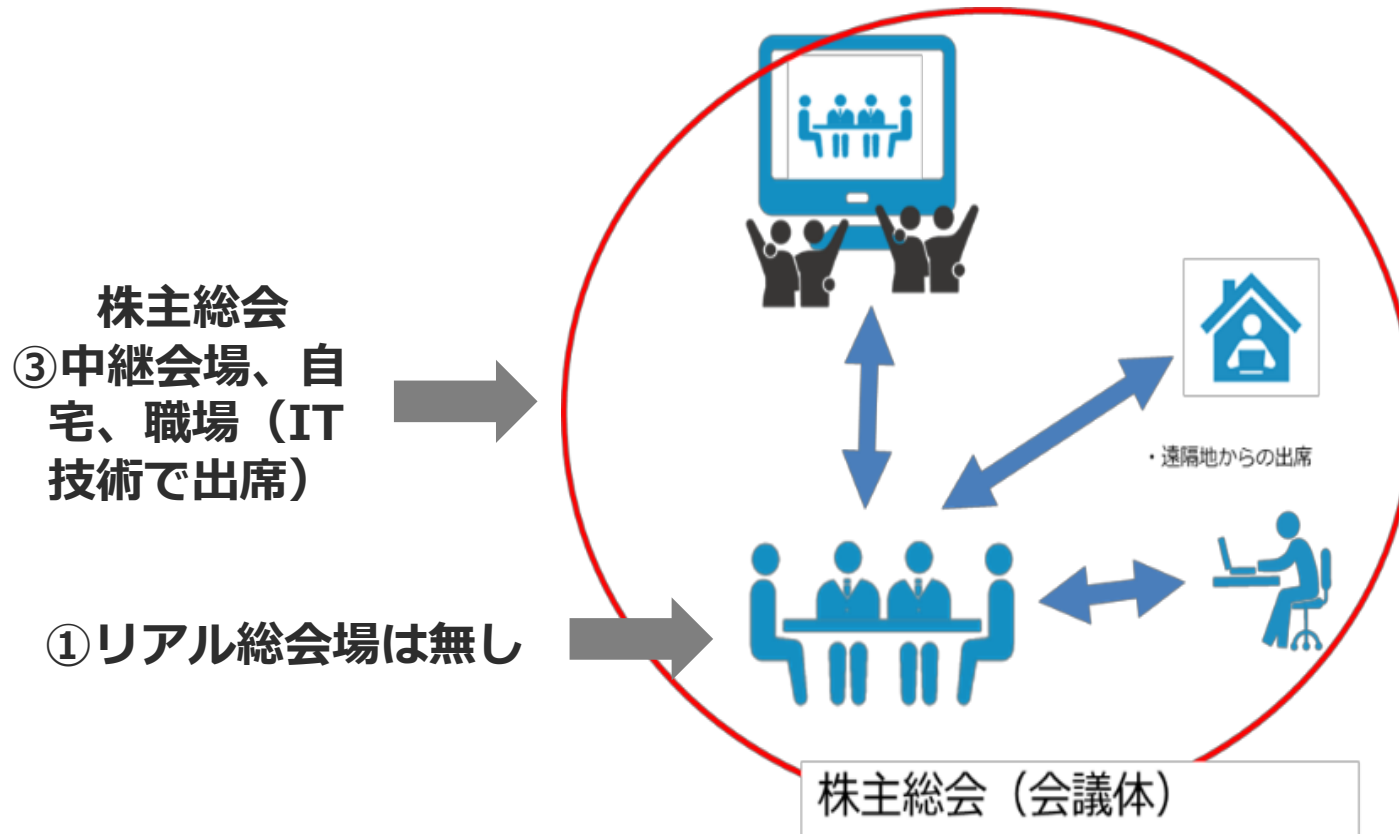 株主総会
③中継会場、自
宅、職場（IT
技術で出席）
・遠隔地からの出席
①リアル総会場は無し
株主総会（会議体）